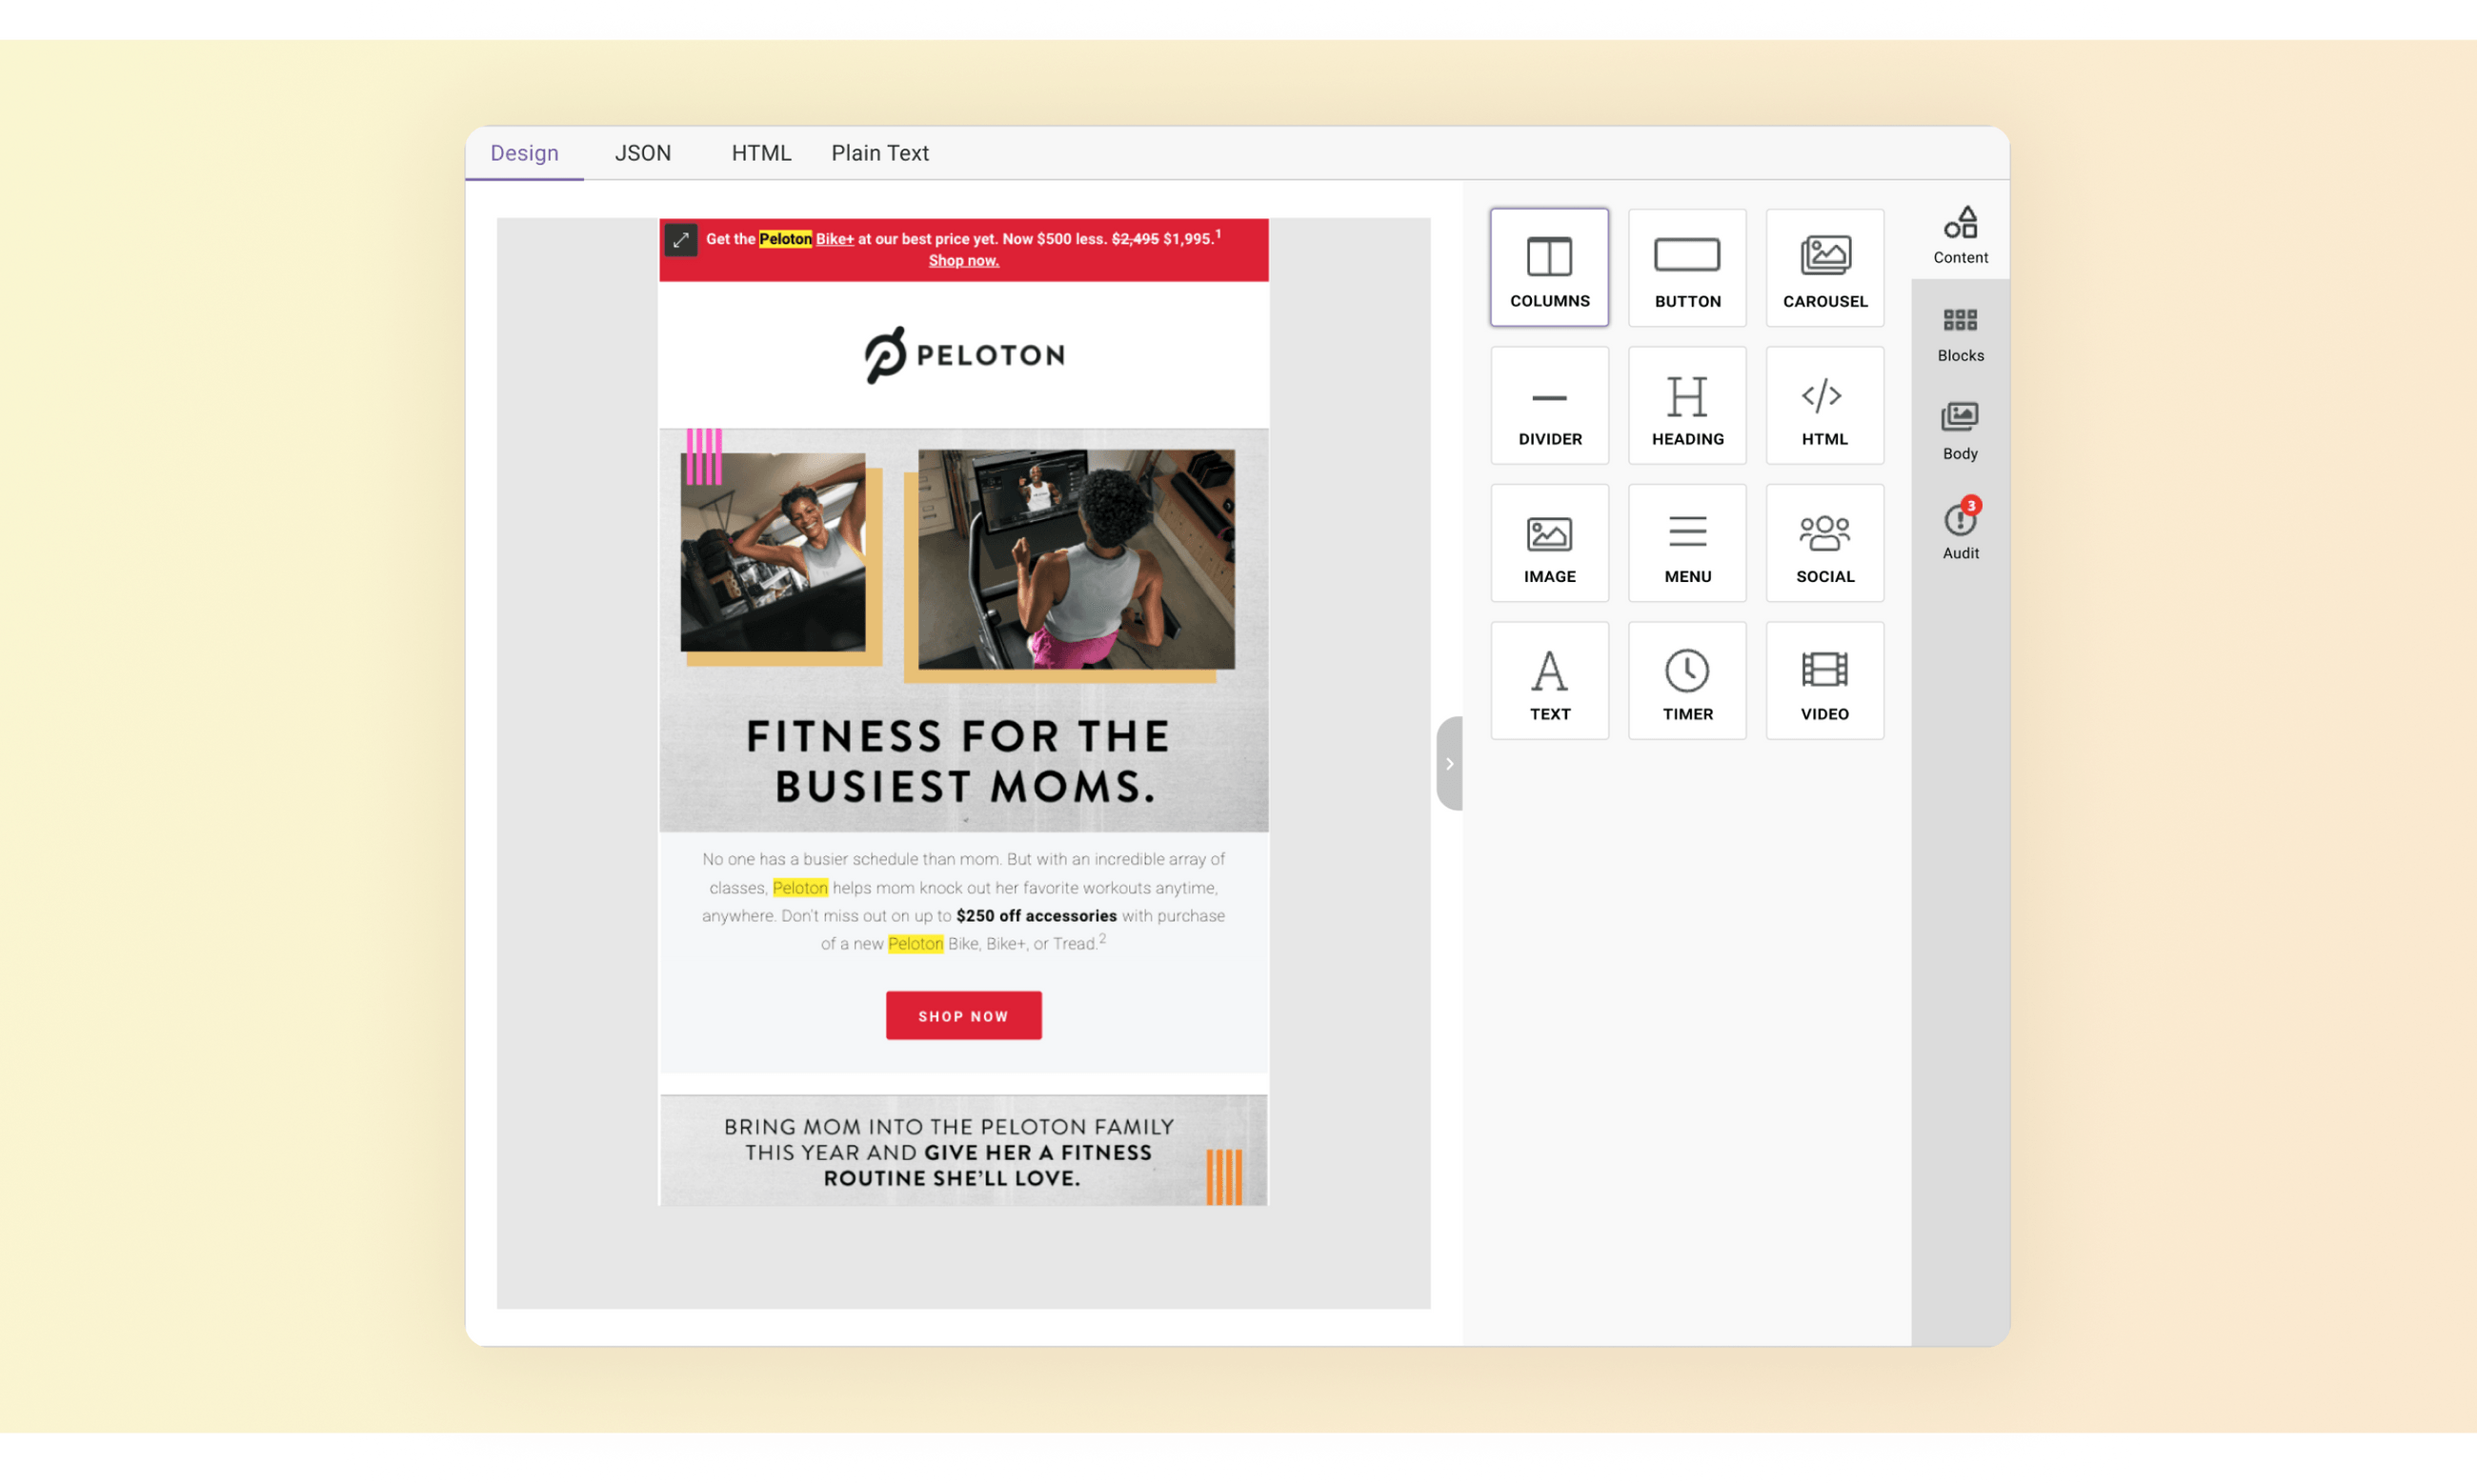 Design
JSON
HTML
Plain Text
Get the Peloton Bike+ at our best price yet. Now $500 less. $2,495 $1,995.1
Shop now.
PELOTON
FITNESS FOR THE
BUSIEST MOMS.
No one has a busier schedule than mom. But with an incredible array of
classes, Peloton helps mom knock out her favorite workouts anytime,
anywhere. Don't miss out on up to $250 off accessories with purchase
of a new Peloton Bike, Bike+, or Tread.2
SHOP NOW
BRING MOM INTO THE PELOTON FAMILY
THIS YEAR AND GIVE HER A FITNESS
ROUTINE SHE'LL LOVE.
COLUMNS
BUTTON
CAROUSEL
DIVIDER
HEADING
HTML
IMAGE
MENU
SOCIAL
TEXT
TIMER
VIDEO
Content
Blocks
Body
3
Audit